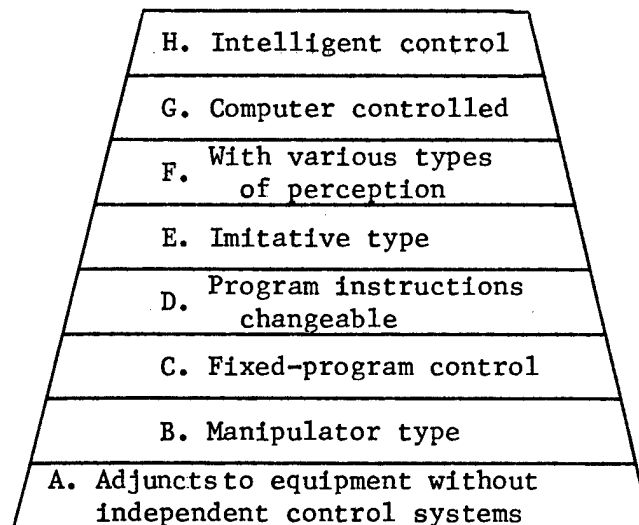 H. Intelligent control
G. Computer controlled
F. With various types
of perception
E. Imitative type
D. Program instructions
changeable
C. Fixed-program control
B. Manipulator type
A. Adjuncts to equipment without
independent control systems